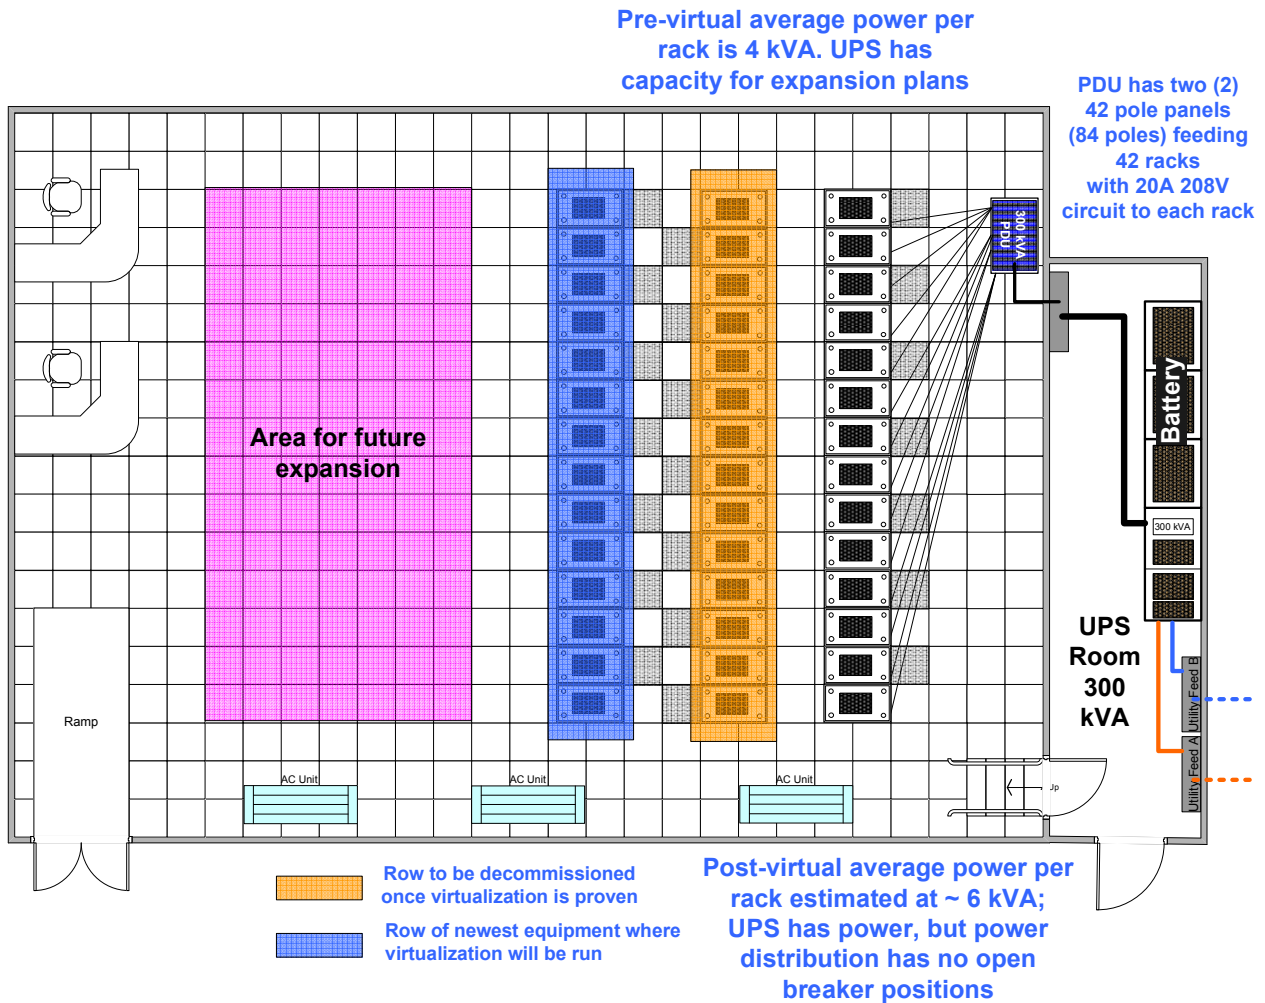 Pre-virtual average power per
rack is 4 kVA. UPS has
capacity for expansion plans
PDU has two (2)
42 pole panels
(84 poles) feeding
42 racks
with 20A 208V
circuit to each rack
300 kVA
PDU
Battery
Area for future
expansion
300 kVA
UPS
Room
300
kVA
Utility Feed B
Utility Feed A
Ramp
AC Unit
AC Unit
AC Unit
Up
Row to be decommissioned
once virtualization is proven
Row of newest equipment where
virtualization will be run
Post-virtual average power per
rack estimated at ~ 6 kVA;
UPS has power, but power
distribution has no open
breaker positions